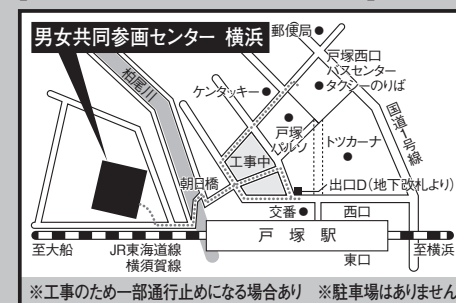 男女共同参画センター 横浜
郵便局
戸塚西口
バスセンター
タクシーのりば
柏尾川
ケンタッキー
国道1号線
戸塚
パルソ
トツカーナ
工事中
朝日橋
出口D（地下改札より）
交番
西口
戸塚駅
至大船
JR東海道線
横須賀線
東口
至横浜
※工事のため一部通行止めになる場合あり ※駐車場はありません